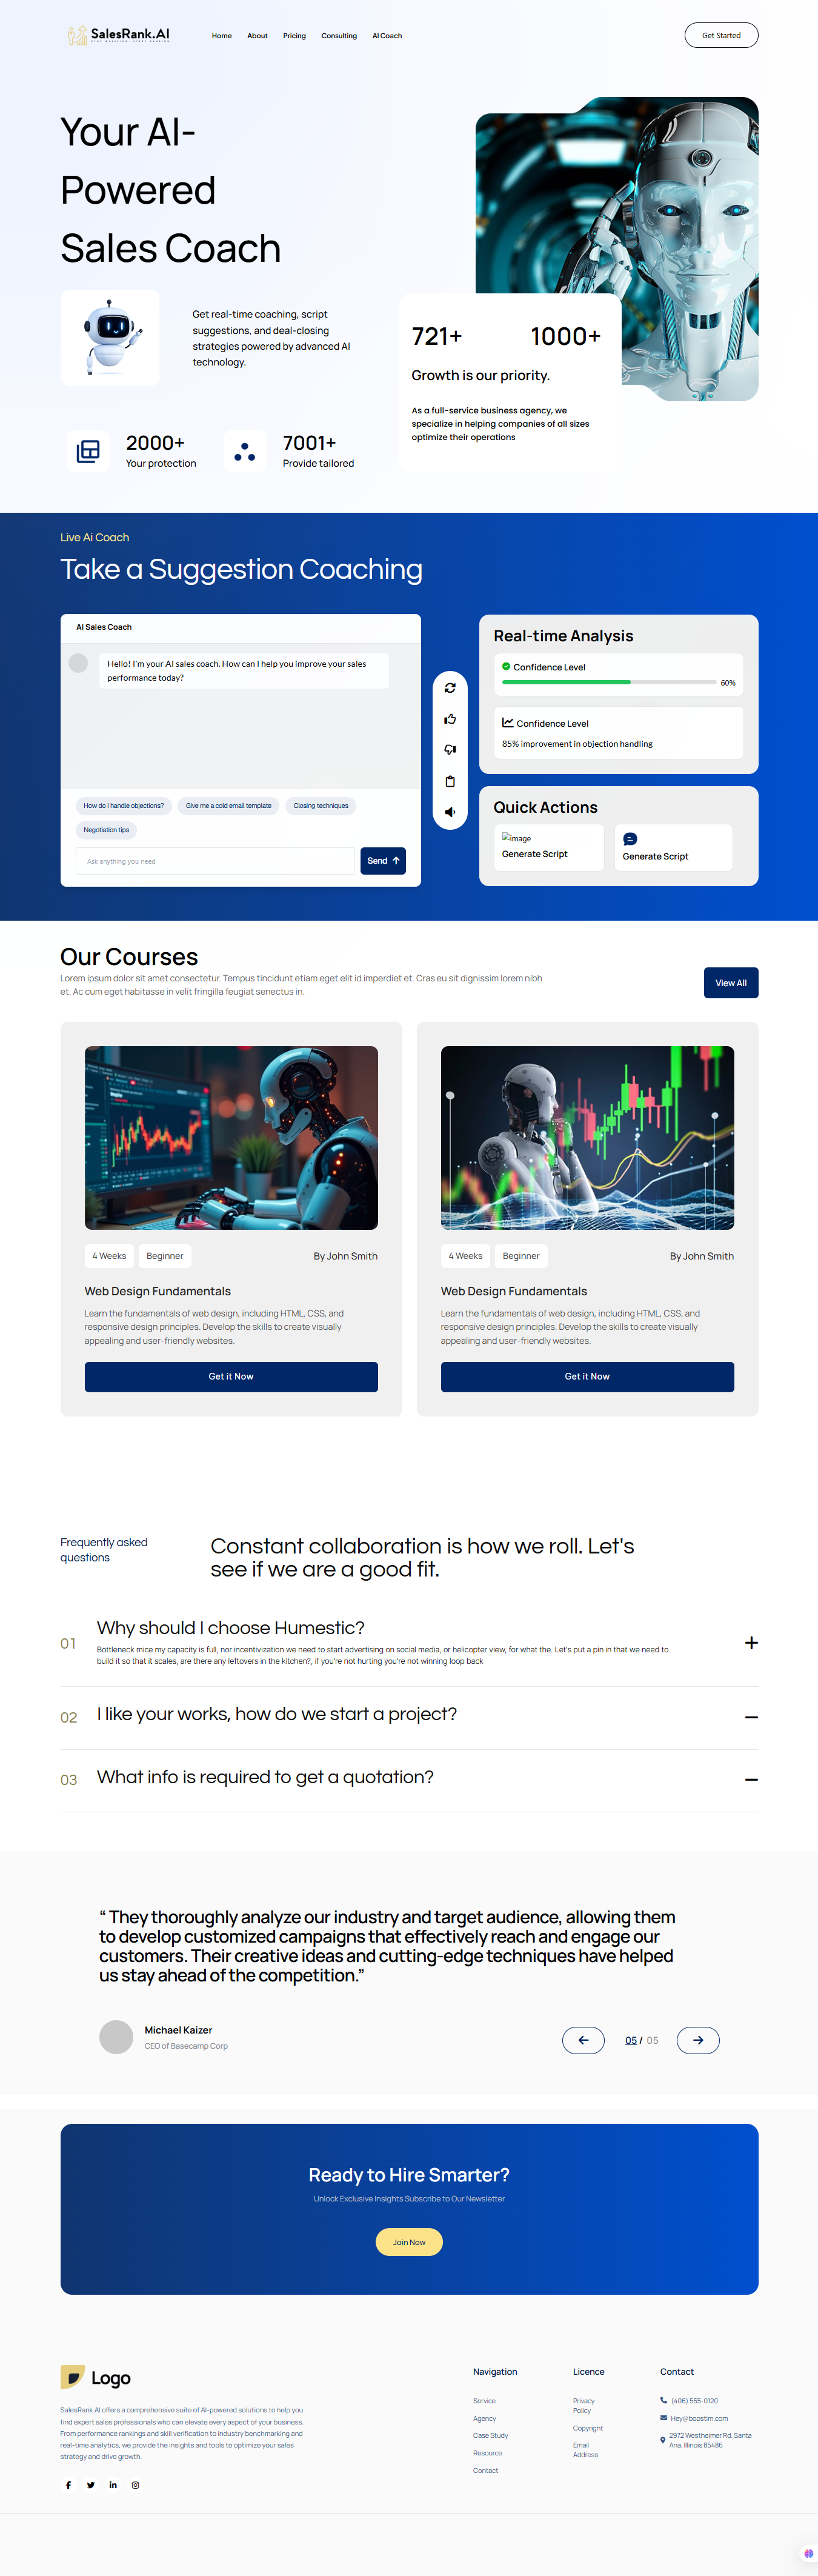 SalesRank.AI
Home
About
Pricing
Consulting
AI Coach
Get Started
Your AI-
Powered
Sales Coach
Get real-time coaching, script
suggestions, and deal-closing
strategies powered by advanced AI
technology.
2000+
Your protection
7001+
Provide tailored
721+
1000+
Growth is our priority.
As a full-service business agency, we
specialize in helping companies of all sizes
optimize their operations
Live Ai Coach
Take a Suggestion Coaching
AI Sales Coach
Hello! I'm your AI sales coach. How can I help you improve your sales
performance today?
How do I handle objections?
Give me a cold email template
Closing techniques
Negotiation tips
Ask anything you need
Send
Real-time Analysis
Confidence Level
60%
Confidence Level
85% improvement in objection handling
Quick Actions
image
Generate Script
Generate Script
Our Courses
Lorem ipsum dolor sit amet consectetur. Tempus tincidunt etiam eget elit id imperdiet et. Cras eu sit dignissim lorem nibh
et. Ac cum eget habitasse in velit fringilla feugiat senectus in.
View All
4 Weeks
Beginner
By John Smith
Web Design Fundamentals
Learn the fundamentals of web design, including HTML, CSS, and
responsive design principles. Develop the skills to create visually
appealing and user-friendly websites.
Get it Now
4 Weeks
Beginner
By John Smith
Web Design Fundamentals
Learn the fundamentals of web design, including HTML, CSS, and
responsive design principles. Develop the skills to create visually
appealing and user-friendly websites.
Get it Now
Frequently asked
questions
Constant collaboration is how we roll. Let's
see if we are a good fit.
01
Why should I choose Humestic?
Bottleneck mice my capacity is full, nor incentivization we need to start advertising on social media, or helicopter view, for what the. Let's put a pin in that we need to
build it so that it scales, are there any leftovers in the kitchen?, if you're not hurting you're not winning loop back
02
I like your works, how do we start a project?
03
What info is required to get a quotation?
“ They thoroughly analyze our industry and target audience, allowing them
to develop customized campaigns that effectively reach and engage our
customers. Their creative ideas and cutting-edge techniques have helped
us stay ahead of the competition.”
Michael Kaizer
CEO of Basecamp Corp
05 / 05
Ready to Hire Smarter?
Unlock Exclusive Insights Subscribe to Our Newsletter
Join Now
Logo
SalesRank.AI offers a comprehensive suite of AI-powered solutions to help you
find expert sales professionals who can elevate every aspect of your business.
From performance rankings and skill verification to industry benchmarking and
real-time analytics, we provide the insights and tools to optimize your sales
strategy and drive growth.
Navigation
Service
Agency
Case Study
Resource
Contact
Licence
Privacy
Policy
Copyright
Email
Address
Contact
(406) 555-0120
Hey@boostim.com
2972 Westheimer Rd. Santa
Ana, Illinois 85486